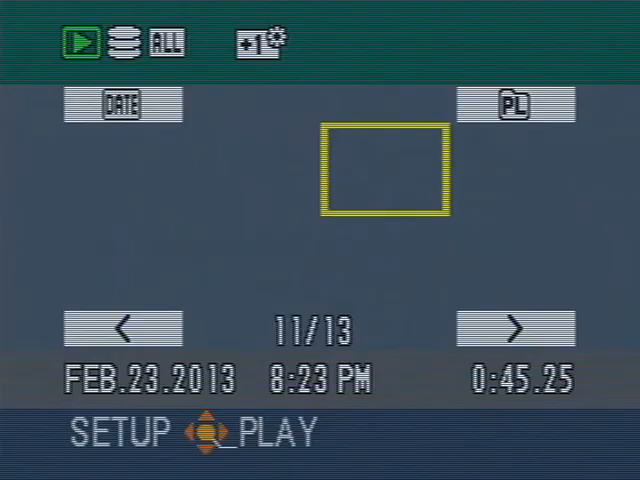 ALL +1
DATE PL
< 11/13 >
FEB.23.2013 8:23 PM 0:45.25
SETUP PLAY